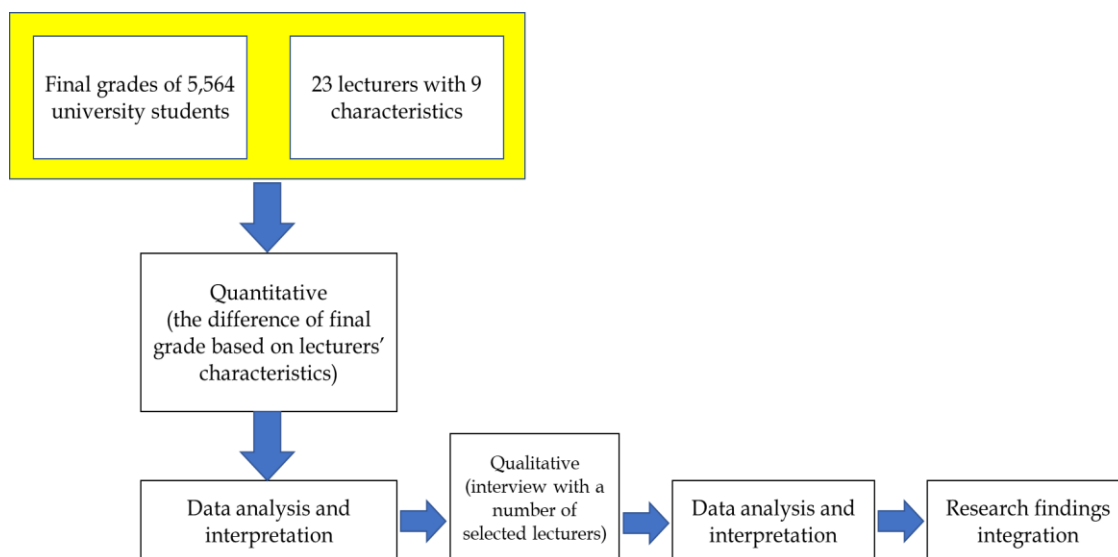 Final grades of 5,564
university students
23 lecturers with 9
characteristics
Quantitative
(the difference of final
grade based on lecturers’
characteristics)
Data analysis and
interpretation
Qualitative
(interview with a
number of
selected lecturers)
Data analysis and
interpretation
Research findings
integration